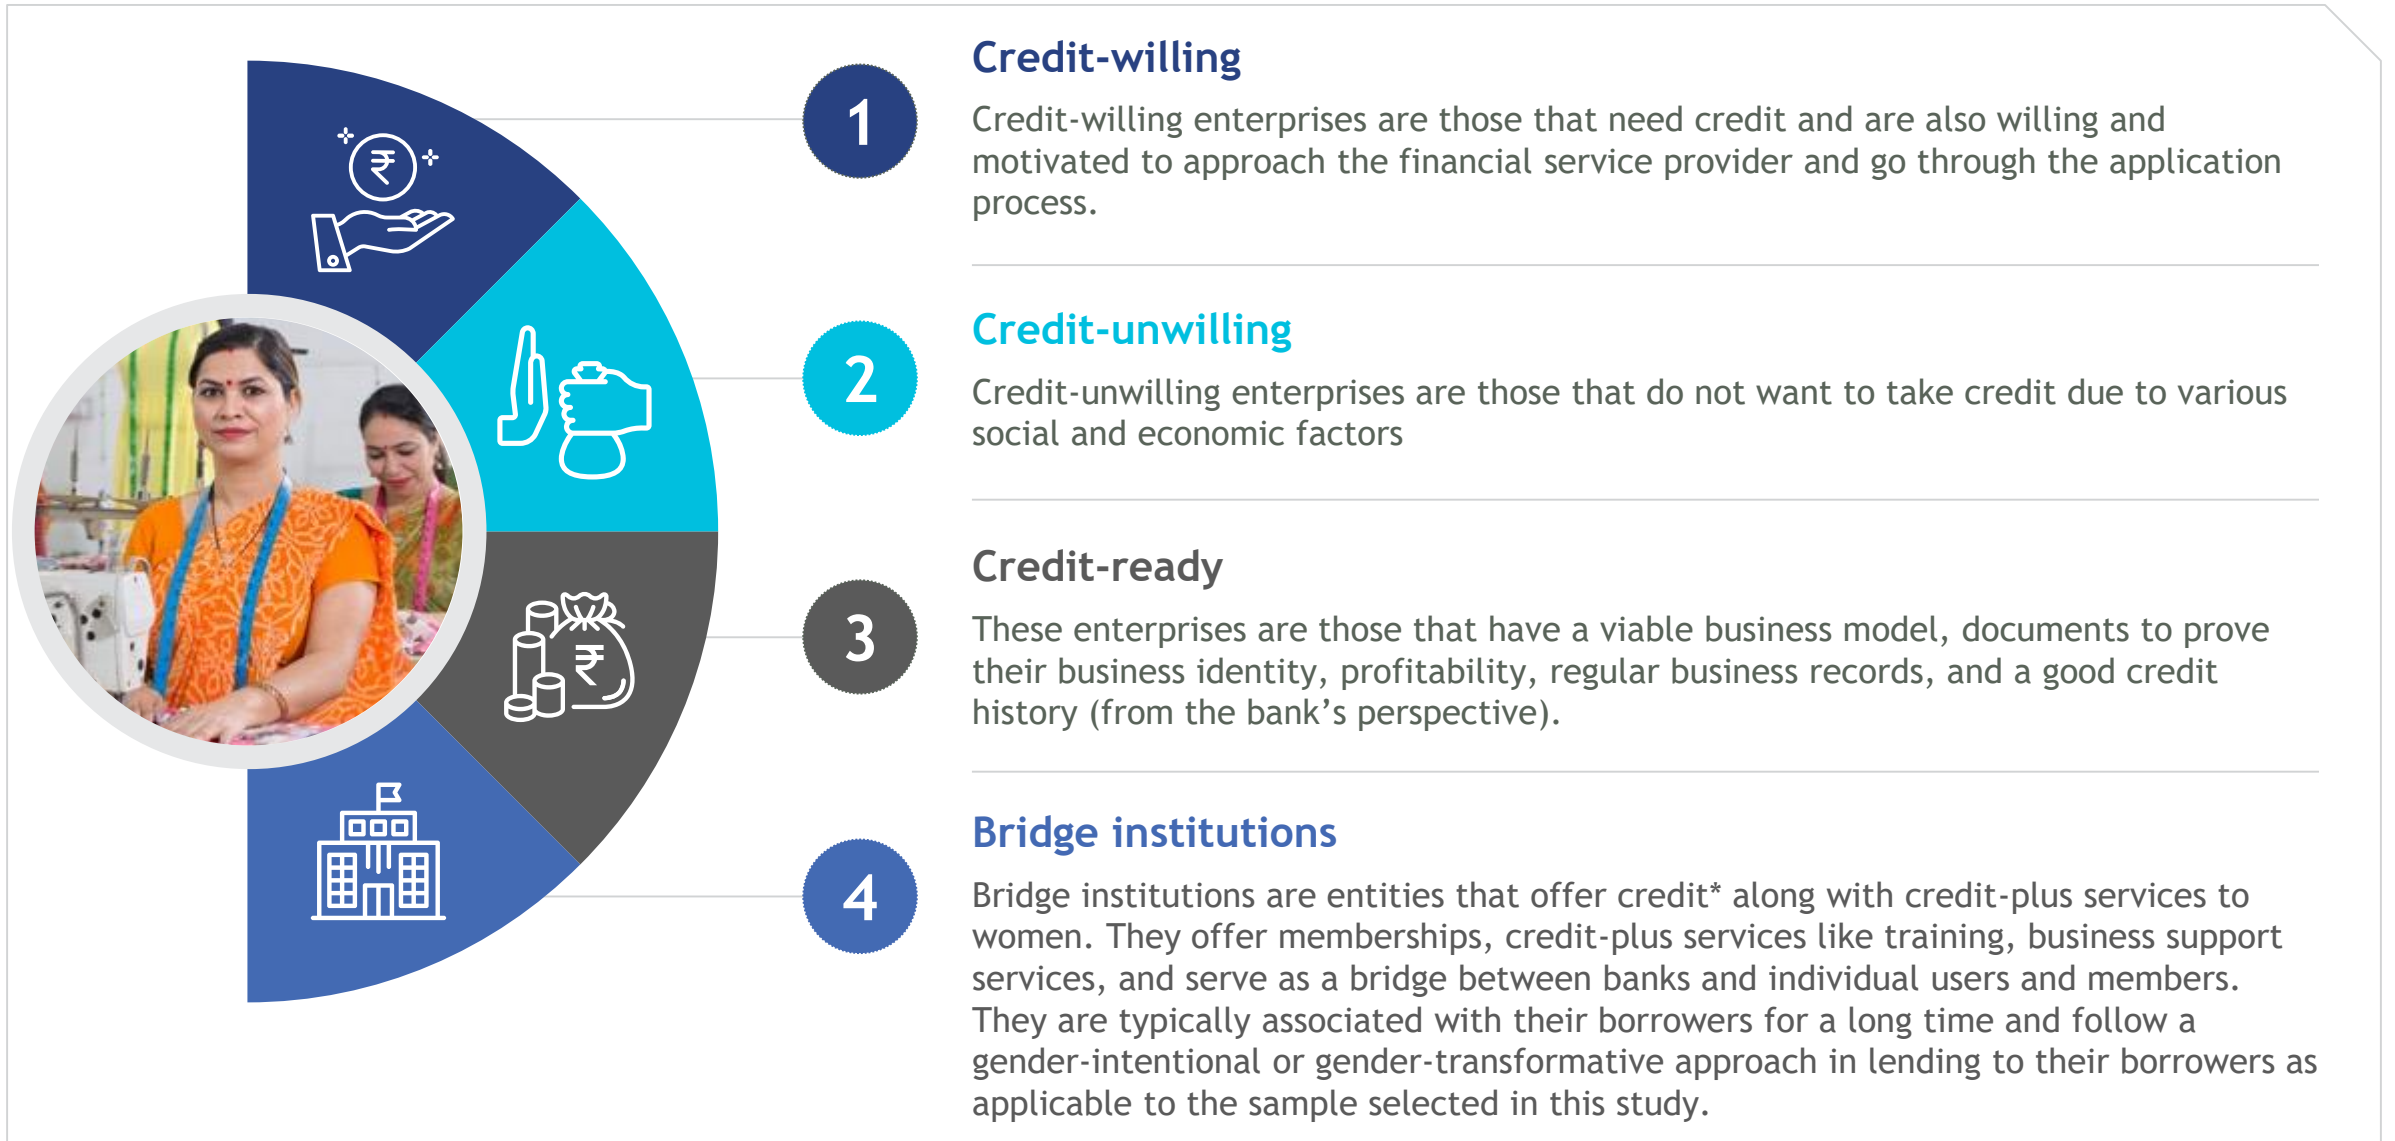 1
Credit-willing
Credit-willing enterprises are those that need credit and are also willing and
motivated to approach the financial service provider and go through the application
process.
2
Credit-unwilling
Credit-unwilling enterprises are those that do not want to take credit due to various
social and economic factors
3
Credit-ready
These enterprises are those that have a viable business model, documents to prove
their business identity, profitability, regular business records, and a good credit
history (from the bank’s perspective).
4
Bridge institutions
Bridge institutions are entities that offer credit* along with credit-plus services to
women. They offer memberships, credit-plus services like training, business support
services, and serve as a bridge between banks and individual users and members.
They are typically associated with their borrowers for a long time and follow a
gender-intentional or gender-transformative approach in lending to their borrowers as
applicable to the sample selected in this study.
₹
₹